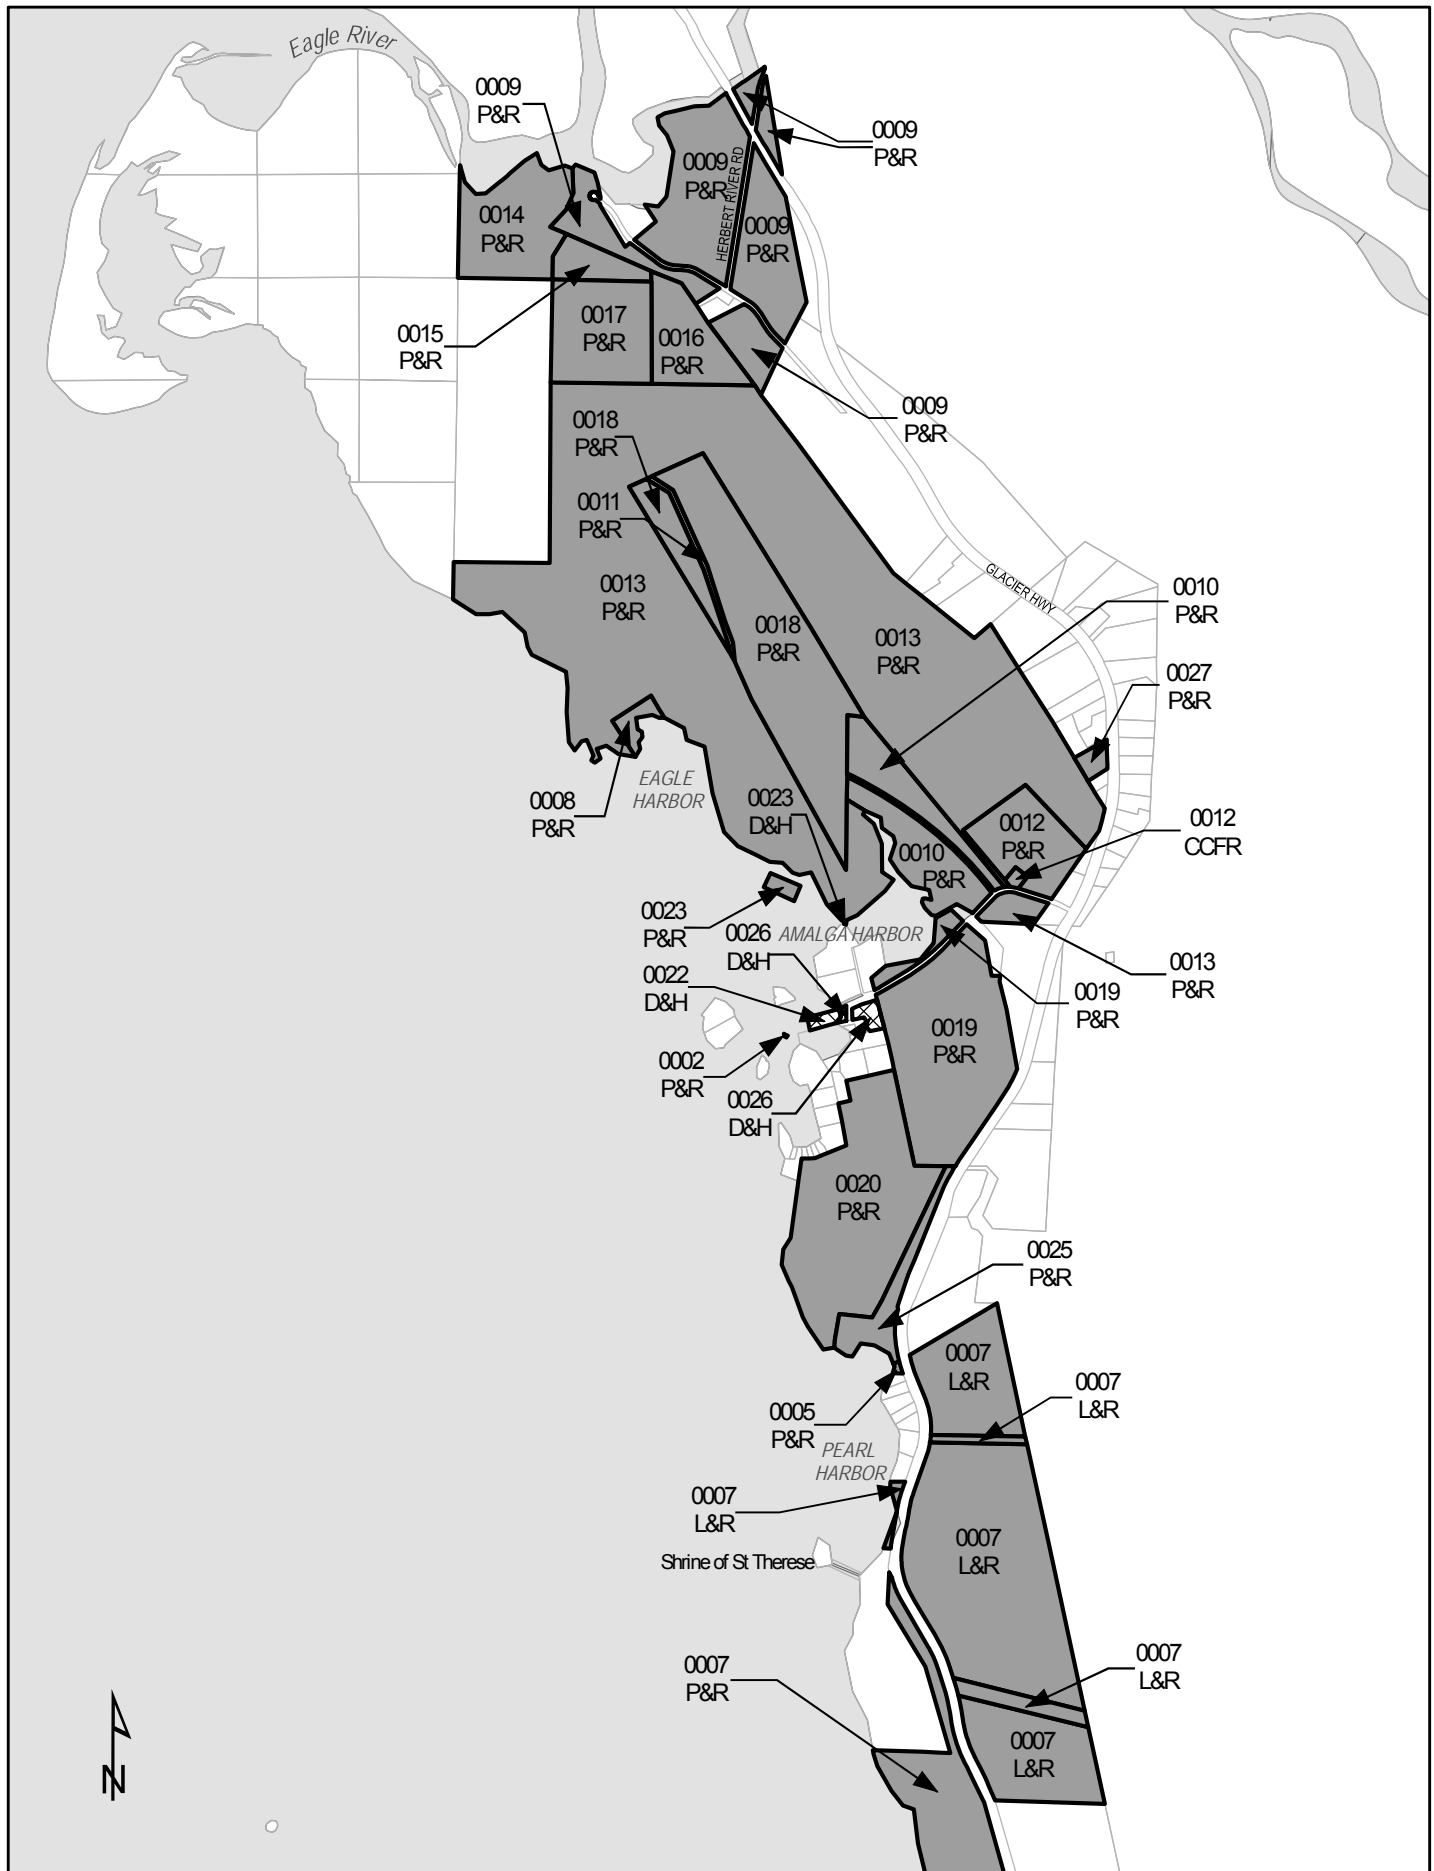 Eagle River
0009
P&R
0009
P&R
0009
P&R
HERBERT RIVER RD
0014
P&R
0009
P&R
0015
P&R
0017
P&R
0016
P&R
0009
P&R
0018
P&R
0011
P&R
GLACIER HWY
0013
P&R
0010
P&R
0018
P&R
0013
P&R
0027
P&R
EAGLE
HARBOR
0008
P&R
0023
D&H
0012
P&R
0012
CCFR
0010
P&R
0023
P&R
AMALGA HARBOR
0026
D&H
0022
D&H
0013
P&R
0019
P&R
0019
P&R
0002
P&R
0026
D&H
0020
P&R
0025
P&R
0007
L&R
0007
L&R
0005
P&R
PEARL
HARBOR
0007
L&R
0007
L&R
Shrine of St Therese
0007
P&R
0007
L&R
0007
L&R
N